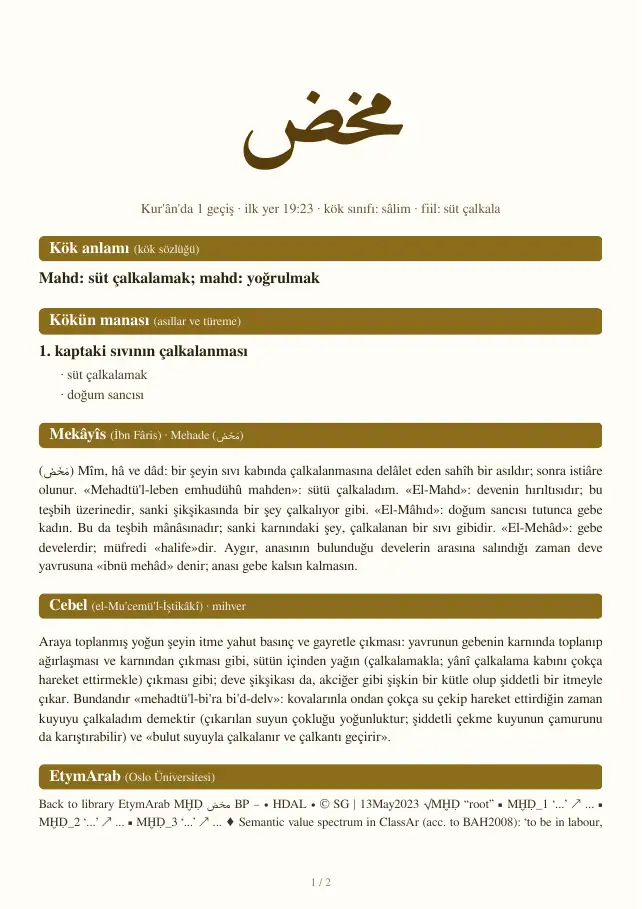 مخض
Kur'ân'da 1 geçiş · ilk yer 19:23 · kök sınıfı: sâlim · fiil: süt çalkala
Kök anlamı (kök sözlüğü)
Mahd: süt çalkalamak; mahd: yoğrulmak
Kökün manası (asıllar ve türeme)
1. kaptaki sıvının çalkalanması
· süt çalkalamak
· doğum sancısı
Mekâyîs (İbn Fâris) · Mehade (مَخَضَ)
(مَخَضَ) Mîm, hâ ve dâd: bir şeyin sıvı kabında çalkalanmasına delâlet eden sahîh bir asıldır; sonra istiâre
olunur. «Mehadtü'l-leben emhudühû mahden»: sütü çalkaladım. «El-Mahd»: devenin hırıltısıdır; bu
teşbih üzerinedir, sanki şikşikasında bir şey çalkalıyor gibi. «El-Mâhıd»: doğum sancısı tutunca gebe
kadın. Bu da teşbih mânâsınadır; sanki karnındaki şey, çalkalanan bir sıvı gibidir. «El-Mehâd»: gebe
develerdir; müfredi «halife»dir. Aygır, anasının bulunduğu develerin arasına salındığı zaman deve
yavrusuna «ibnü mehâd» denir; anası gebe kalsın kalmasın.
Cebel (el-Mu'cemü'l-İştikâkî) · mihver
Araya toplanmış yoğun şeyin itme yahut basınç ve gayretle çıkması: yavrunun gebenin karnında toplanıp
ağırlaşması ve karnından çıkması gibi, sütün içinden yağın (çalkalamakla; yânî çalkalama kabını çokça
hareket ettirmekle) çıkması gibi; deve şikşikası da, akciğer gibi şişkin bir kütle olup şiddetli bir itmeyle
çıkar. Bundandır «mehadtü'l-bi'ra bi'd-delv»: kovalarınla ondan çokça su çekip hareket ettirdiğin zaman
kuyuyu çalkaladım demektir (çıkarılan suyun çokluğu yoğunluktur; şiddetli çekme kuyunun çamurunu
da karıştırabilir) ve «bulut suyuyla çalkalanır ve çalkantı geçirir».
EtymArab (Oslo Üniversitesi)
Back to library EtymArab MḪḌ مخض BP – • HDAL • © SG | 13May2023 √MḪḌ “root” ▪ MḪḌ_1 ‘...’ ↗ ... ▪
MḪḌ_2 ‘...’ ↗ ... ▪ MḪḌ_3 ‘...’ ↗ ... ♦ Semantic value spectrum in ClassAr (acc. to BAH2008): ‘to be in labour,
1 / 2